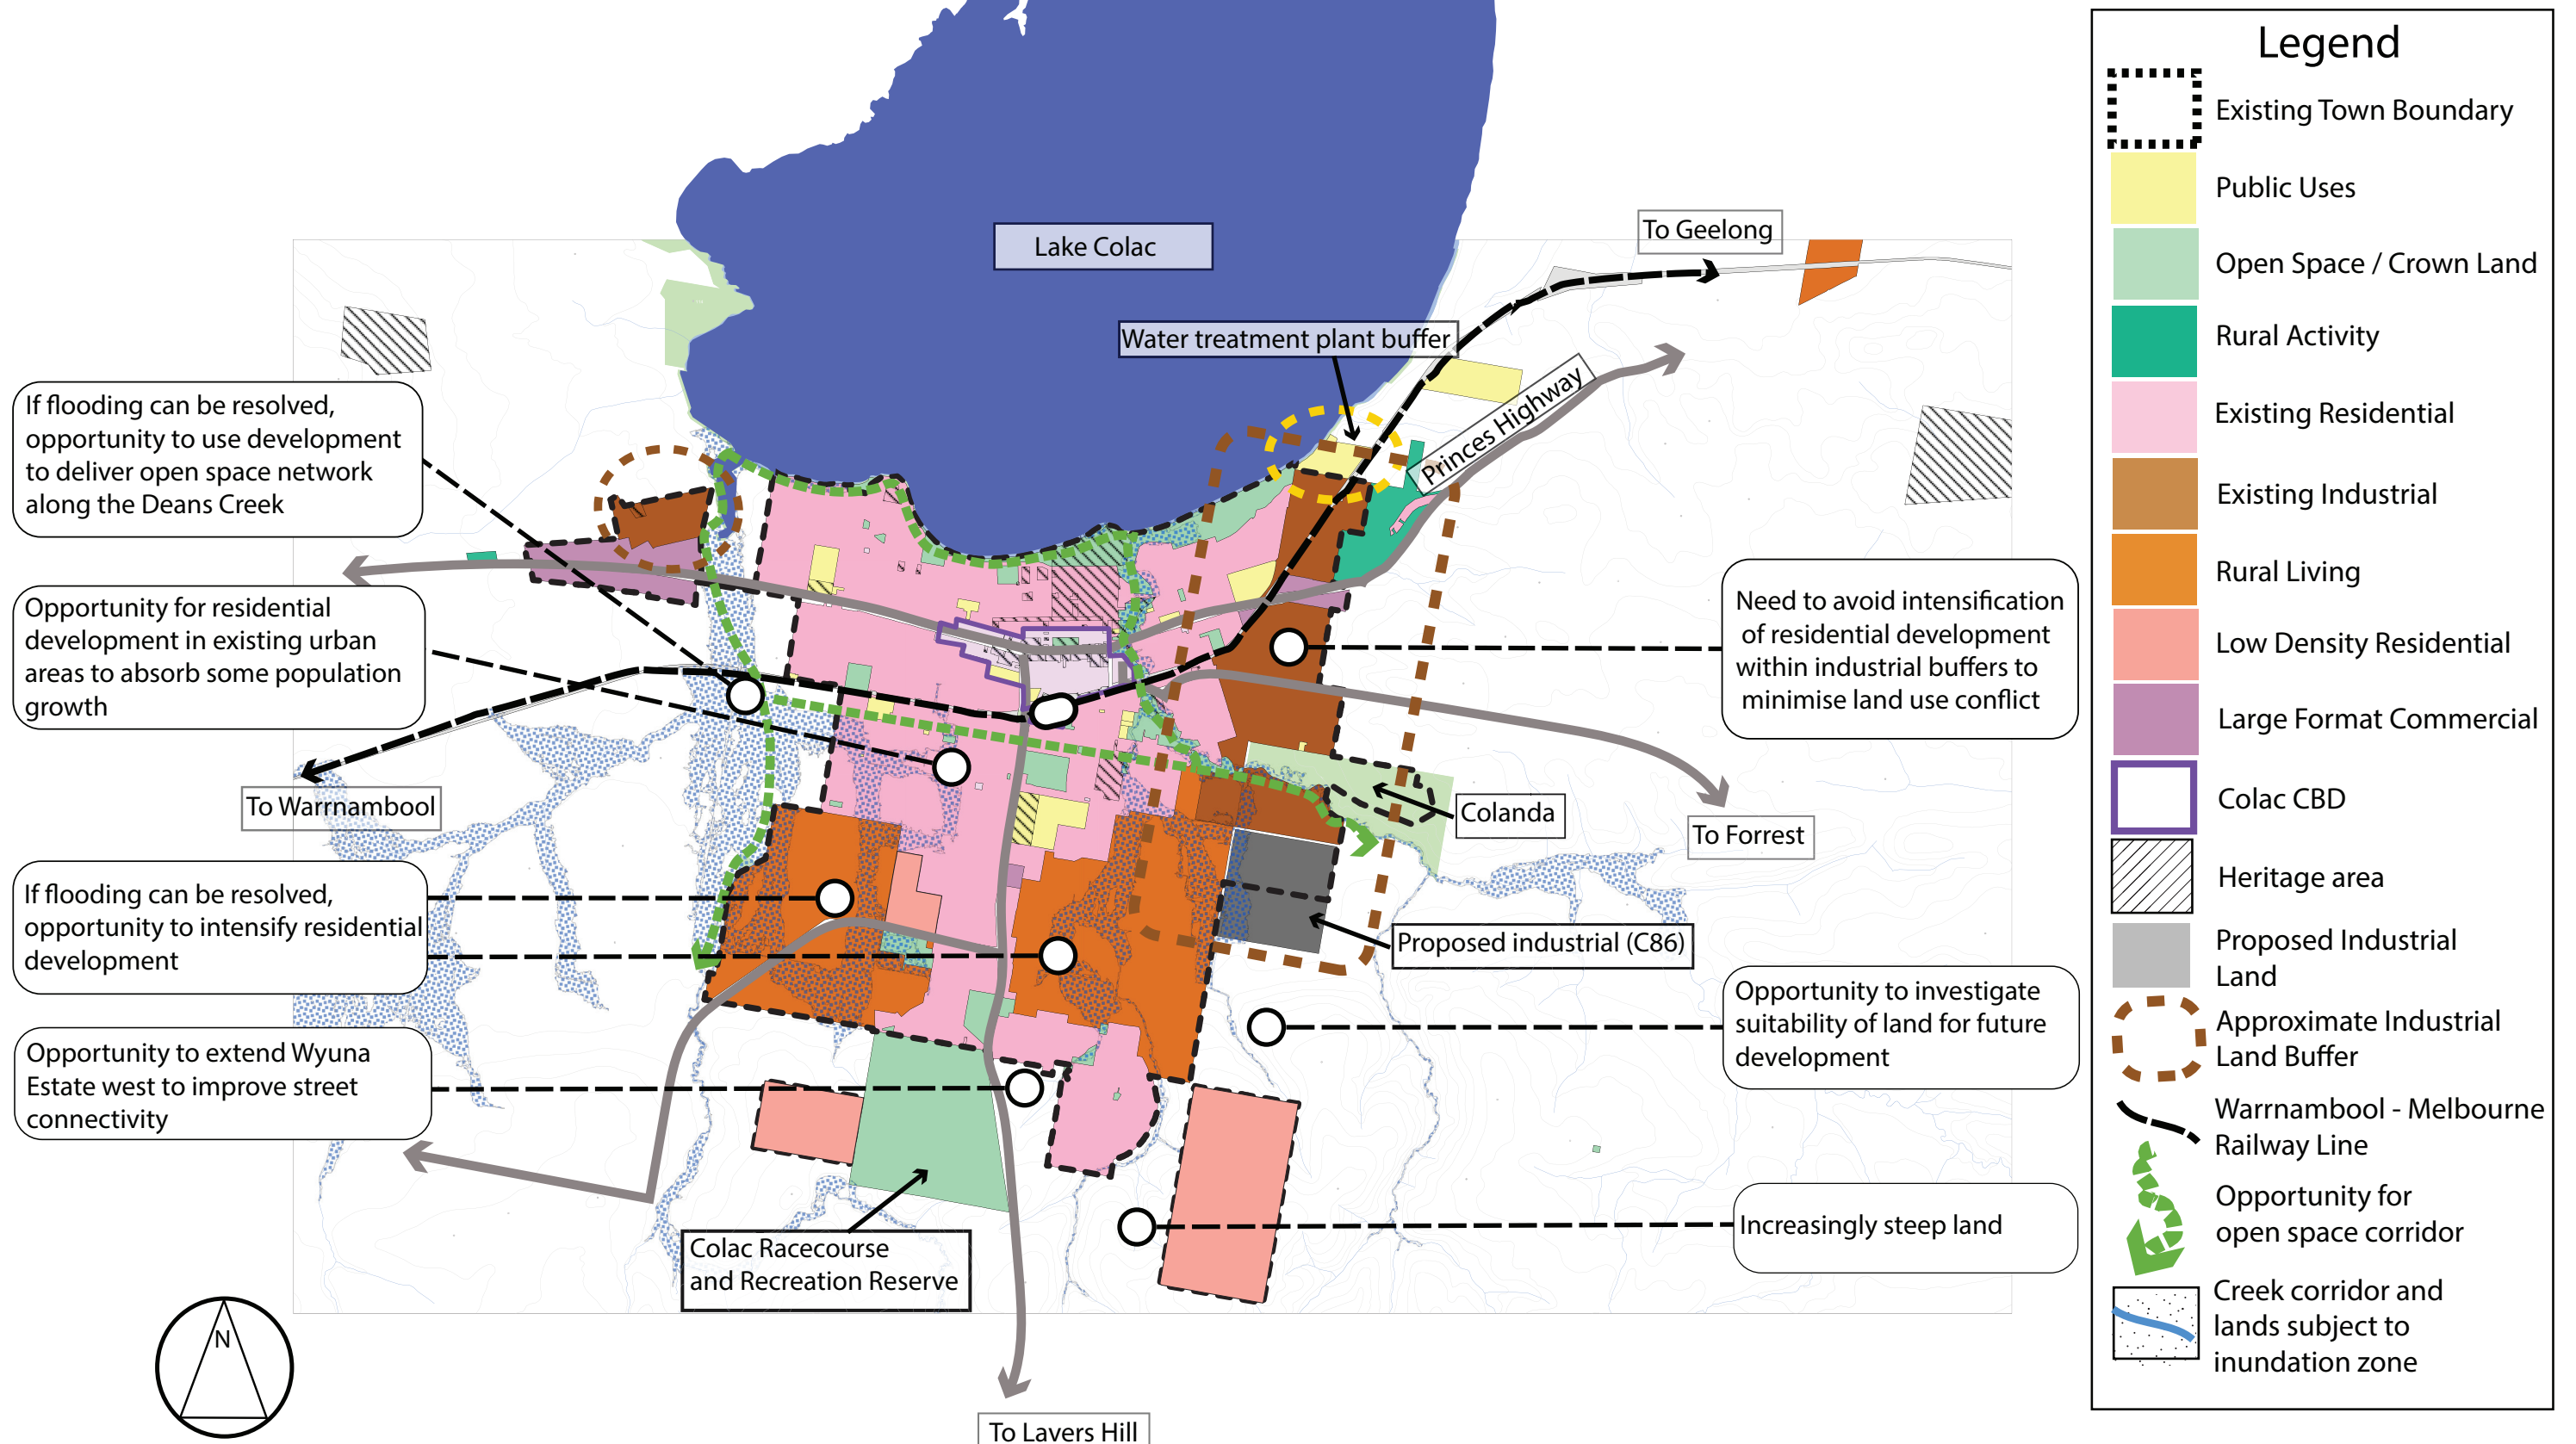 Lake Colac
To Geelong
Water treatment plant buffer
Princes Highway
If flooding can be resolved,
opportunity to use development
to deliver open space network
along the Deans Creek
Opportunity for residential
development in existing urban
areas to absorb some population
growth
Need to avoid intensification
of residential development
within industrial buffers to
minimise land use conflict
To Warrnambool
Colanda
To Forrest
If flooding can be resolved,
opportunity to intensify residential
development
Proposed industrial (C86)
Opportunity to investigate
suitability of land for future
development
Opportunity to extend Wyuna
Estate west to improve street
connectivity
Increasingly steep land
Colac Racecourse
and Recreation Reserve
N
To Lavers Hill
Legend
Existing Town Boundary
Public Uses
Open Space / Crown Land
Rural Activity
Existing Residential
Existing Industrial
Rural Living
Low Density Residential
Large Format Commercial
Colac CBD
Heritage area
Proposed Industrial
Land
Approximate Industrial
Land Buffer
Warrnambool - Melbourne
Railway Line
Opportunity for
open space corridor
Creek corridor and
lands subject to
inundation zone